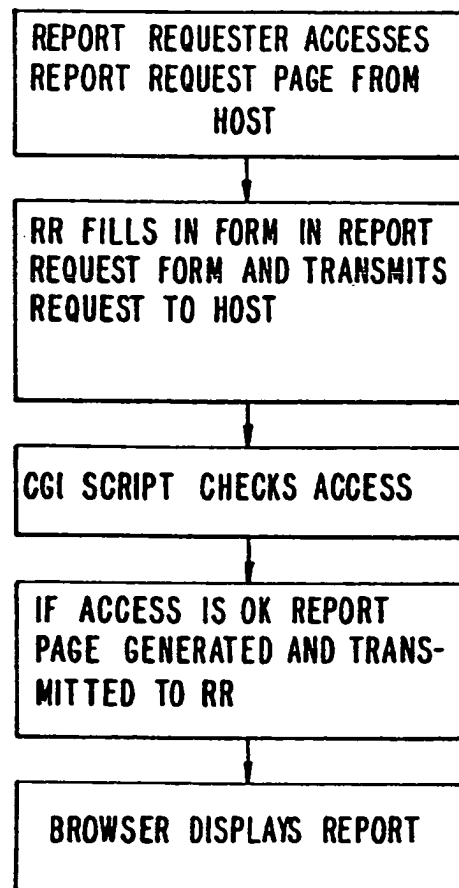 REPORT REQUESTER ACCESSES
REPORT REQUEST PAGE FROM
HOST
RR FILLS IN FORM IN REPORT
REQUEST FORM AND TRANSMITS
REQUEST TO HOST
CGI SCRIPT CHECKS ACCESS
IF ACCESS IS OK REPORT
PAGE GENERATED AND TRANS-
MITTED TO RR
BROWSER DISPLAYS REPORT